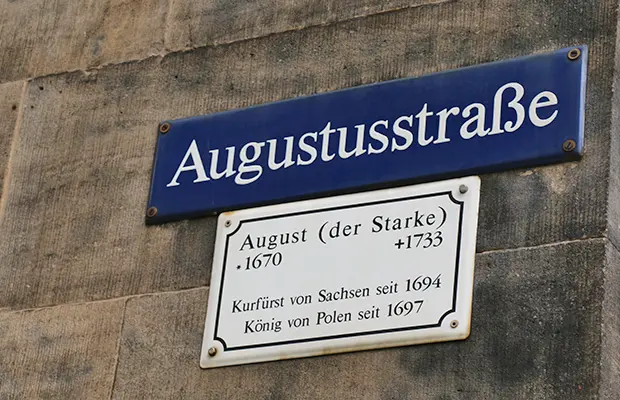 Augustusstraße
August (der Starke)
*1670 +1733
Kurfürst von Sachsen seit 1694
König von Polen seit 1697